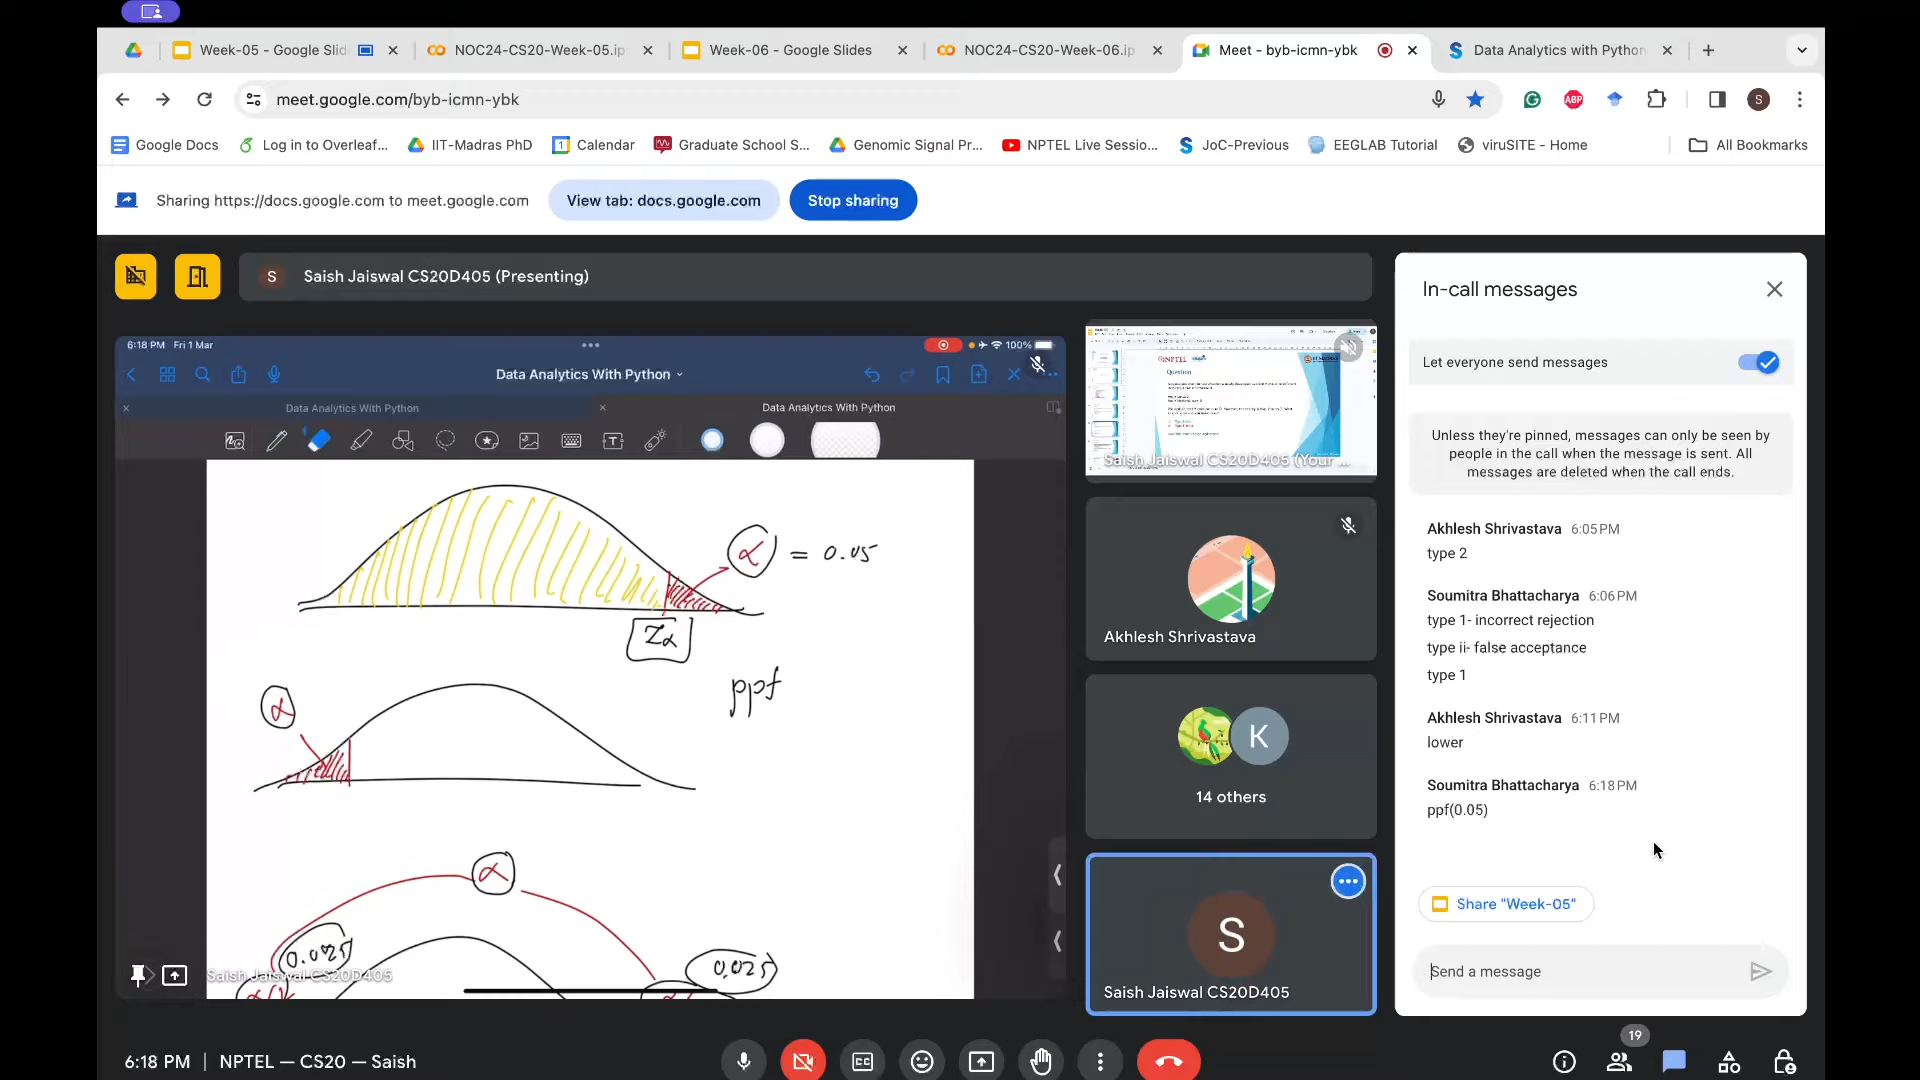 Week-05 - Google Slid
NOC24-CS20-Week-05.ip
Week-06 - Google Slides
NOC24-CS20-Week-06.ip
Meet - byb-icmn-ybk
Data Analytics with Python
meet.google.com/byb-icmn-ybk
ABP
S
Google Docs
Log in to Overleaf...
IIT-Madras PhD
Calendar
Graduate School S...
Genomic Signal Pr...
NPTEL Live Sessio...
JoC-Previous
EEGLAB Tutorial
viruSITE - Home
All Bookmarks
Sharing https://docs.google.com to meet.google.com
View tab: docs.google.com
Stop sharing
S
Saish Jaiswal CS20D405 (Presenting)
6:18 PM Fri 1 Mar
100%
Data Analytics With Python
Data Analytics With Python
Data Analytics With Python
α = 0.05
Zα
ppf
α
α
0.025
0.025
Saish Jaiswal CS20D405
NPTEL
Question
Saish Jaiswal CS20D405 (Your ...
Akhlesh Shrivastava
K
14 others
S
Saish Jaiswal CS20D405
In-call messages
Let everyone send messages
Unless they're pinned, messages can only be seen by
people in the call when the message is sent. All
messages are deleted when the call ends.
Akhlesh Shrivastava 6:05 PM
type 2
Soumitra Bhattacharya 6:06 PM
type 1- incorrect rejection
type ii- false acceptance
type 1
Akhlesh Shrivastava 6:11 PM
lower
Soumitra Bhattacharya 6:18 PM
ppf(0.05)
Share "Week-05"
Send a message
6:18 PM | NPTEL — CS20 — Saish
19